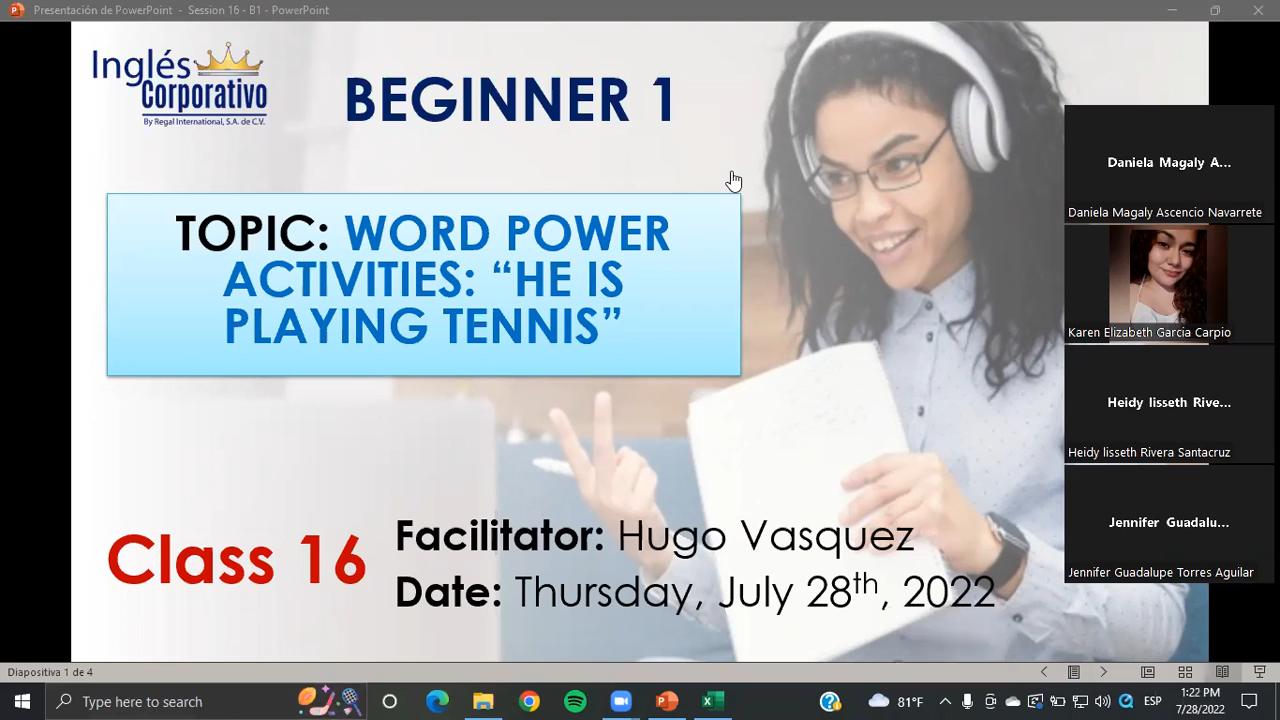 Presentación de PowerPoint - Session 16 - B1 - PowerPoint
Inglés
Corporativo
By Regal International, S.A. de C.V.
BEGINNER 1
TOPIC: WORD POWER
ACTIVITIES: “HE IS
PLAYING TENNIS”
Class 16
Facilitator: Hugo Vasquez
Date: Thursday, July 28th, 2022
Daniela Magaly A...
Daniela Magaly Ascencio Navarrete
Karen Elizabeth Garcia Carpio
Heidy lisseth Rive...
Heidy lisseth Rivera Santacruz
Jennifer Guadalu...
Jennifer Guadalupe Torres Aguilar
Diapositiva 1 de 4
Type here to search
81°F
ESP
1:22 PM
7/28/2022